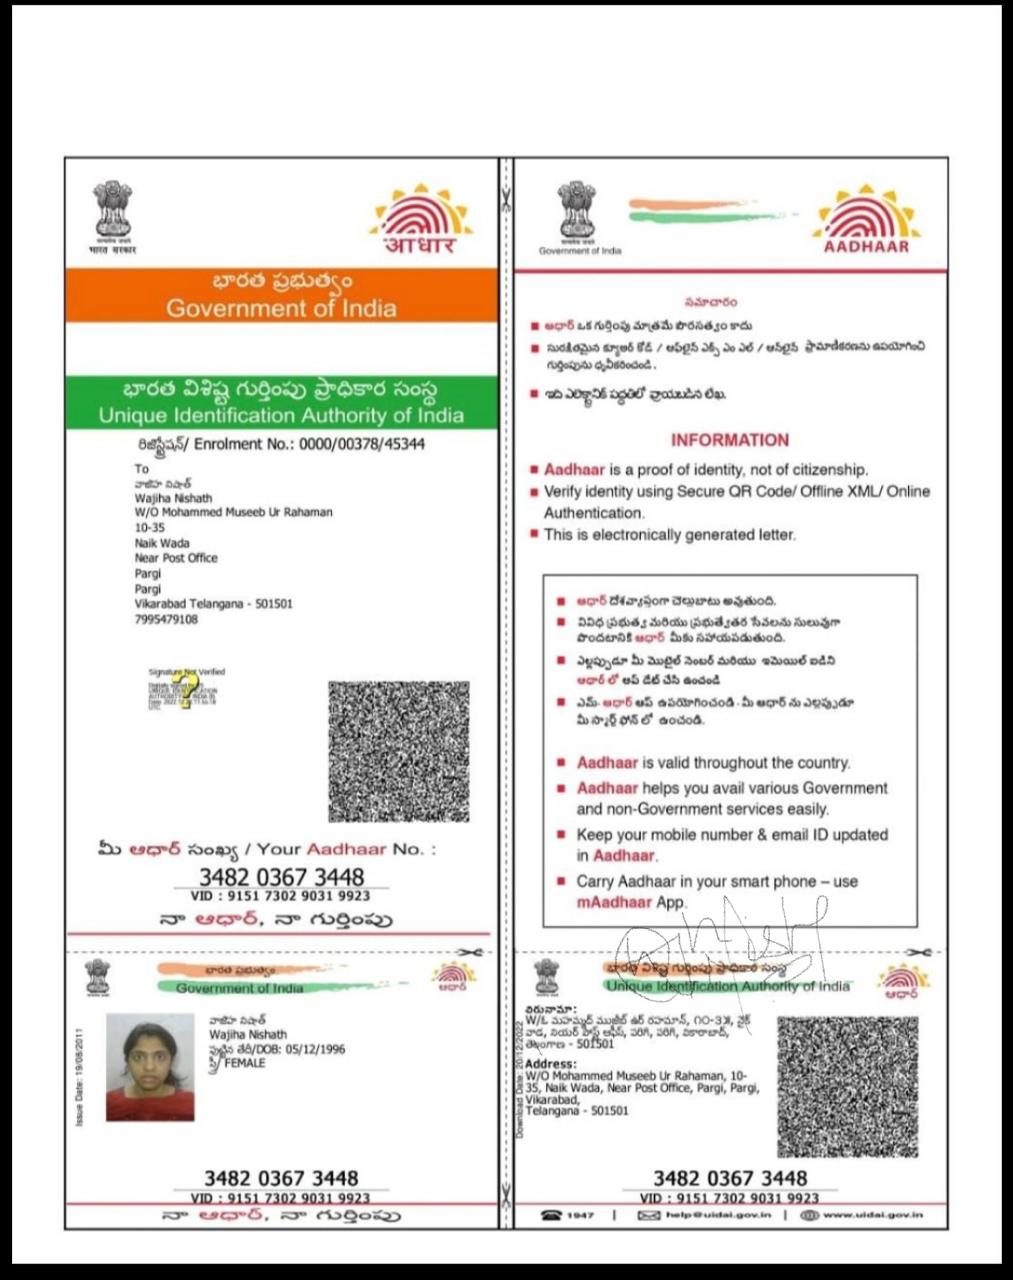 भारत सरकार
आधार
భారత ప్రభుత్వం
Government of India
భారత విశిష్ట గుర్తింపు ప్రాధికార సంస్థ
Unique Identification Authority of India
రిజిస్ట్రేషన్/ Enrolment No.: 0000/00378/45344
To
వాజిహ నిషాత్
Wajiha Nishath
W/O Mohammed Museeb Ur Rahaman
10-35
Naik Wada
Near Post Office
Pargi
Pargi
Vikarabad Telangana - 501501
7995479108
Signature Not Verified
మీ ఆధార్ సంఖ్య / Your Aadhaar No. :
3482 0367 3448
VID : 9151 7302 9031 9923
నా ఆధార్, నా గుర్తింపు
Government of India
AADHAAR
సమాచారం
ఆధార్ ఒక గుర్తింపు మాత్రమే పౌరసత్వం కాదు
సురక్షితమైన క్యూఆర్ కోడ్ / ఆఫ్‌లైన్ ఎక్స్ ఎం ఎల్ / ఆన్‌లైన్ ప్రామాణికరణను ఉపయోగించి
గుర్తింపును ధృవీకరించండి.
ఇది ఎలెక్ట్రానిక్ పద్ధతిలో వ్రాయబడిన లేఖ.
INFORMATION
Aadhaar is a proof of identity, not of citizenship.
Verify identity using Secure QR Code/ Offline XML/ Online
Authentication.
This is electronically generated letter.
ఆధార్ దేశవ్యాప్తంగా చెల్లుబాటు అవుతుంది.
వివిధ ప్రభుత్వ మరియు ప్రభుత్వేతర సేవలను సులువుగా
పొందటానికి ఆధార్ మీకు సహాయపడుతుంది.
ఎల్లప్పుడూ మీ మొబైల్ నెంబర్ మరియు ఇమెయిల్ ఐడిని
ఆధార్ లో అప్ డేట్ చేసి ఉంచండి
ఎమ్- ఆధార్ ఆప్ ఉపయోగించండి - మీ ఆధార్ ను ఎల్లప్పుడూ
మీ స్మార్ట్ ఫోన్ లో ఉంచండి.
Aadhaar is valid throughout the country.
Aadhaar helps you avail various Government
and non-Government services easily.
Keep your mobile number & email ID updated
in Aadhaar.
Carry Aadhaar in your smart phone – use
mAadhaar App.
భారత ప్రభుత్వం
Government of India
ఆధార్
Issue Date: 19/08/2011
వాజిహ నిషాత్
Wajiha Nishath
పుట్టిన తేదీ/DOB: 05/12/1996
స్త్రీ/ FEMALE
3482 0367 3448
VID : 9151 7302 9031 9923
నా ఆధార్, నా గుర్తింపు
భారత విశిష్ట గుర్తింపు ప్రాధికార సంస్థ
Unique Identification Authority of India
ఆధార్
Download Date: 20/12/2022
చిరునామా:
W/ఓ మహమ్మద్ ముజీబ్ ఉర్ రహమాన్, ౧౦-౩౫, నైక్
వాడ, నియర్ పోస్ట్ ఆఫీస్, పరిగి, పరిగి, వికారాబాద్,
తెలంగాణ - 501501
Address:
W/O Mohammed Museeb Ur Rahaman, 10-
35, Naik Wada, Near Post Office, Pargi, Pargi,
Vikarabad,
Telangana - 501501
3482 0367 3448
VID : 9151 7302 9031 9923
1947 | help@uidai.gov.in | www.uidai.gov.in